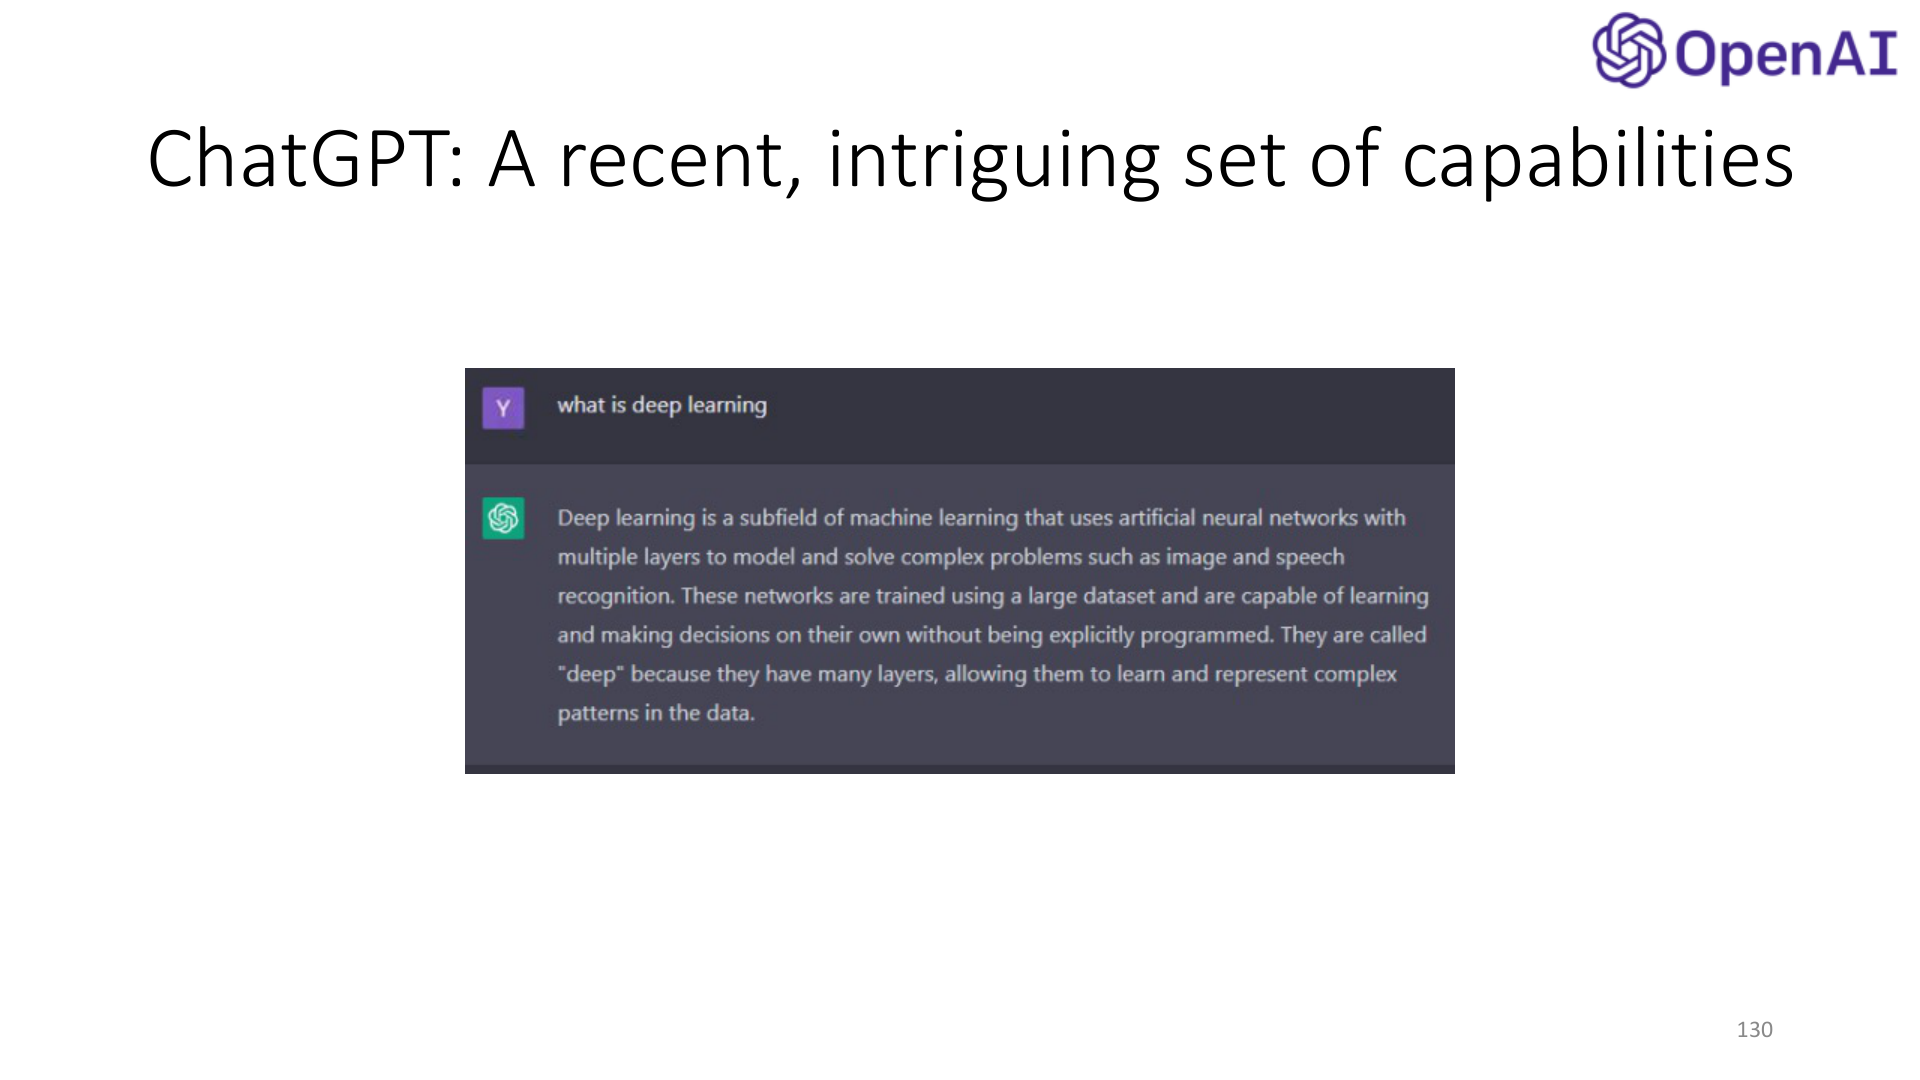 OpenAI
ChatGPT: A recent, intriguing set of capabilities
Y
what is deep learning
Deep learning is a subfield of machine learning that uses artificial neural networks with
multiple layers to model and solve complex problems such as image and speech
recognition. These networks are trained using a large dataset and are capable of learning
and making decisions on their own without being explicitly programmed. They are called
"deep" because they have many layers, allowing them to learn and represent complex
patterns in the data.
130